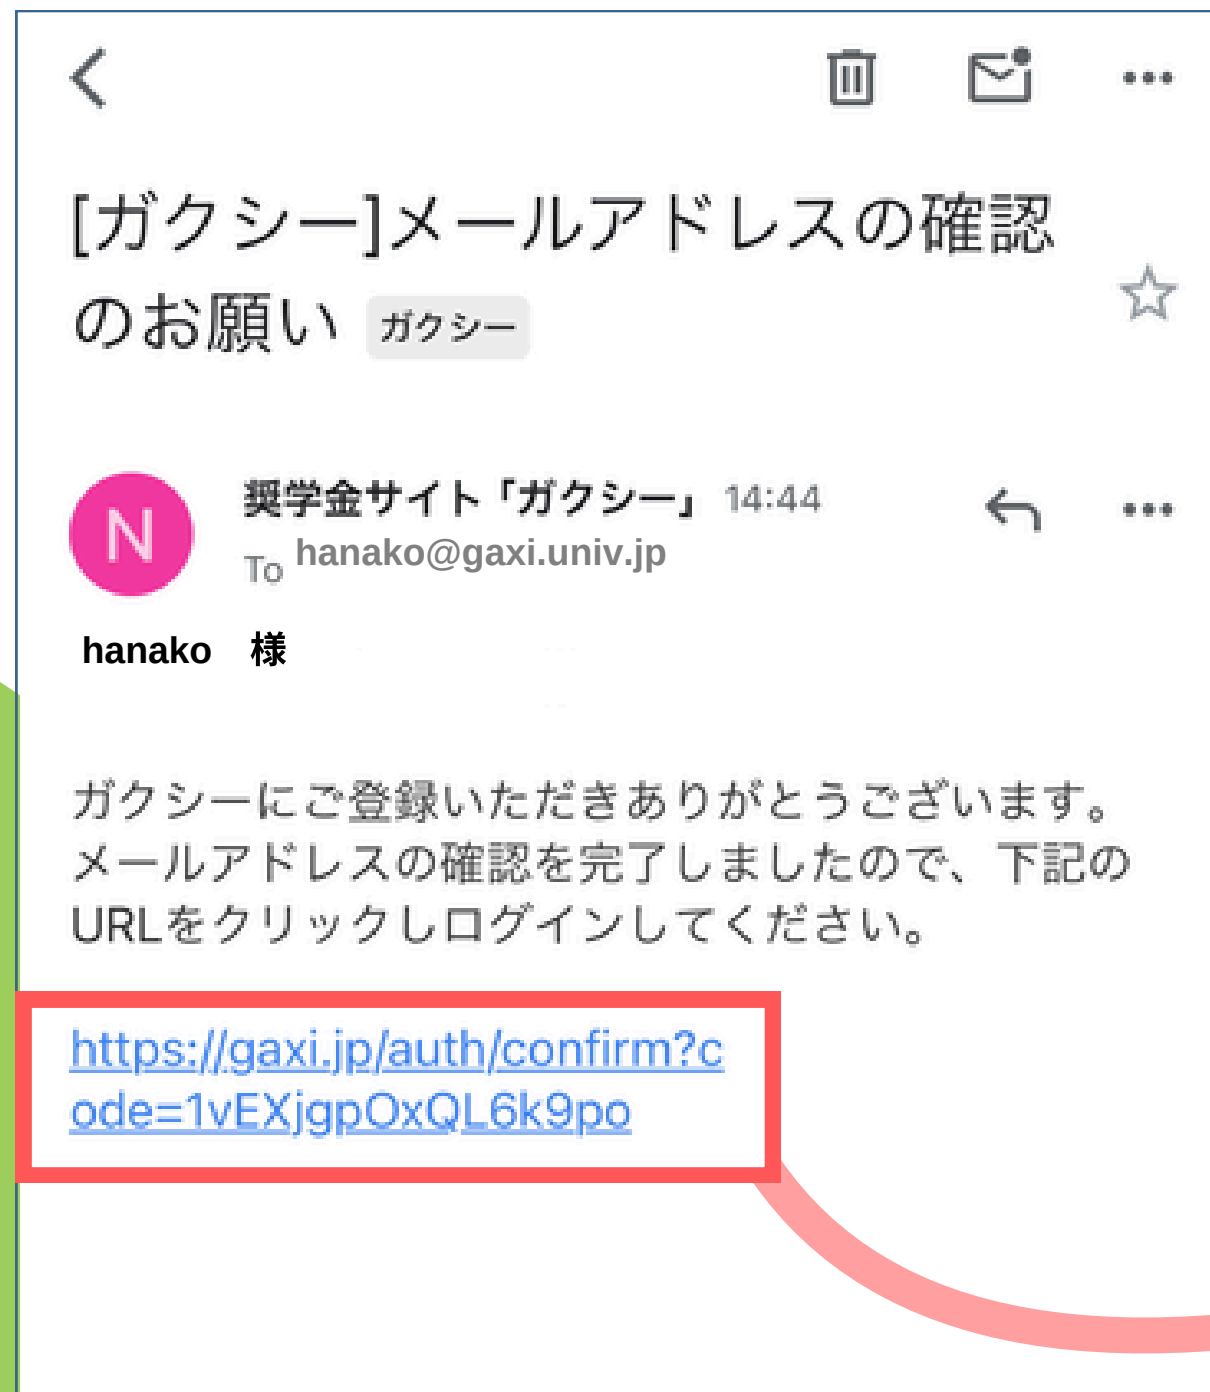 [ガクシー]メールアドレスの確認
のお願い ガクシー
N
奨学金サイト「ガクシー」 14:44
To hanako@gaxi.univ.jp
hanako　様
ガクシーにご登録いただきありがとうございます。
メールアドレスの確認を完了しましたので、下記の
URLをクリックしログインしてください。
https://gaxi.jp/auth/confirm?c
ode=1vEXjgpOxQL6k9po